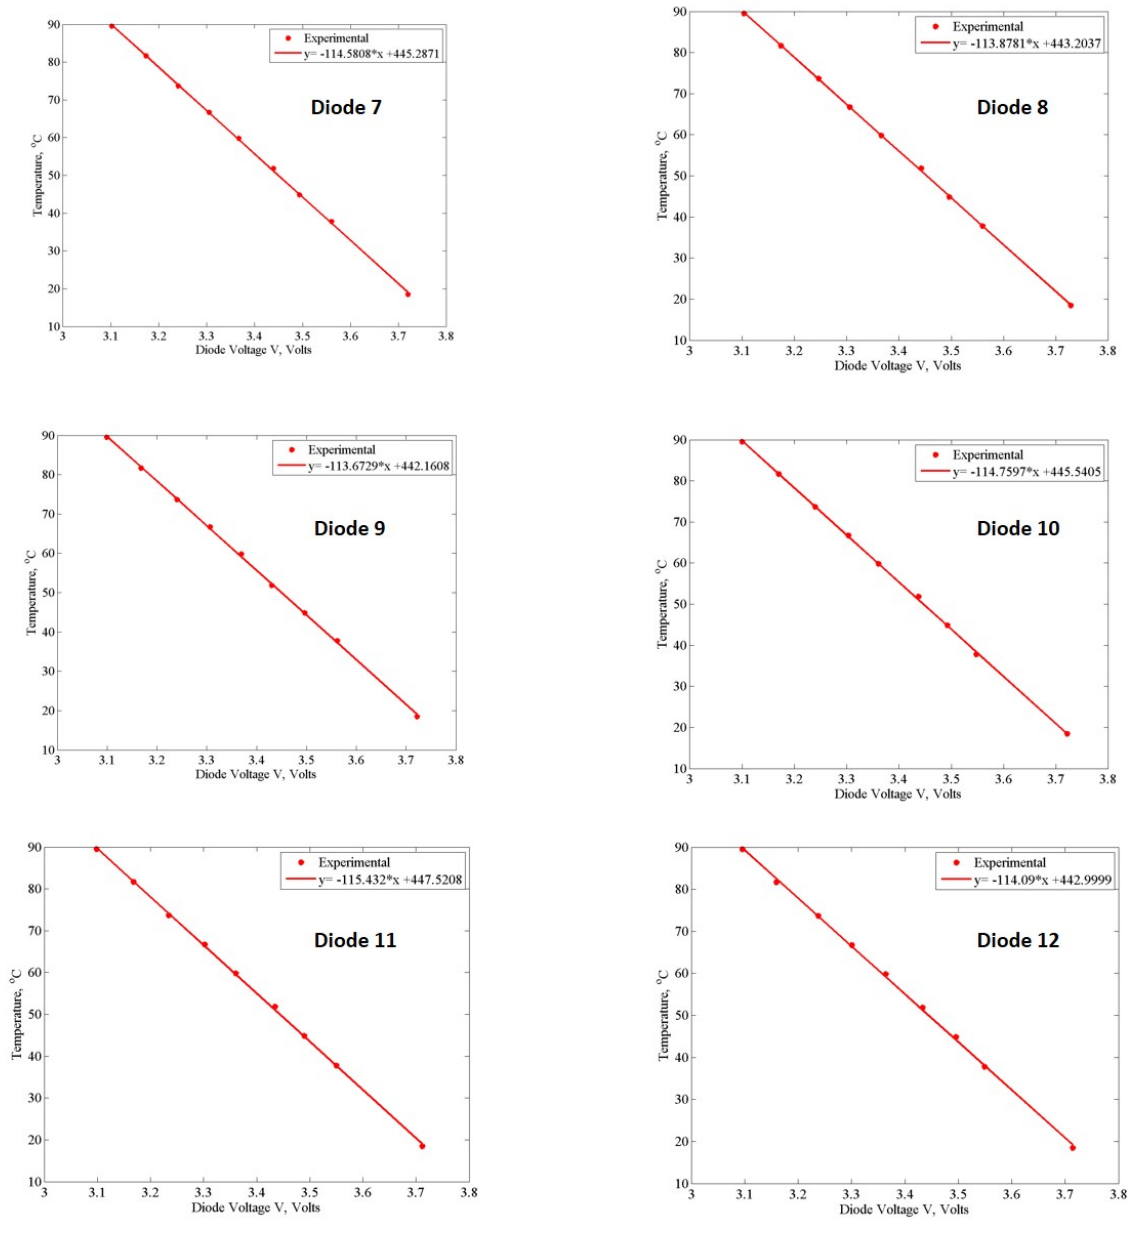 90
80
70
60
50
40
30
20
10
Temperature, °C
Experimental
y= -114.5808*x +445.2871
Diode 7
3 3.1 3.2 3.3 3.4 3.5 3.6 3.7 3.8
Diode Voltage V, Volts
90
80
70
60
50
40
30
20
10
Temperature, °C
Experimental
y= -113.8781*x +443.2037
Diode 8
3 3.1 3.2 3.3 3.4 3.5 3.6 3.7 3.8
Diode Voltage V, Volts
90
80
70
60
50
40
30
20
10
Temperature, °C
Experimental
y= -113.6729*x +442.1608
Diode 9
3 3.1 3.2 3.3 3.4 3.5 3.6 3.7 3.8
Diode Voltage V, Volts
90
80
70
60
50
40
30
20
10
Temperature, °C
Experimental
y= -114.7597*x +445.5405
Diode 10
3 3.1 3.2 3.3 3.4 3.5 3.6 3.7 3.8
Diode Voltage V, Volts
90
80
70
60
50
40
30
20
10
Temperature, °C
Experimental
y= -115.432*x +447.5208
Diode 11
3 3.1 3.2 3.3 3.4 3.5 3.6 3.7 3.8
Diode Voltage V, Volts
90
80
70
60
50
40
30
20
10
Temperature, °C
Experimental
y= -114.09*x +442.9999
Diode 12
3 3.1 3.2 3.3 3.4 3.5 3.6 3.7 3.8
Diode Voltage V, Volts